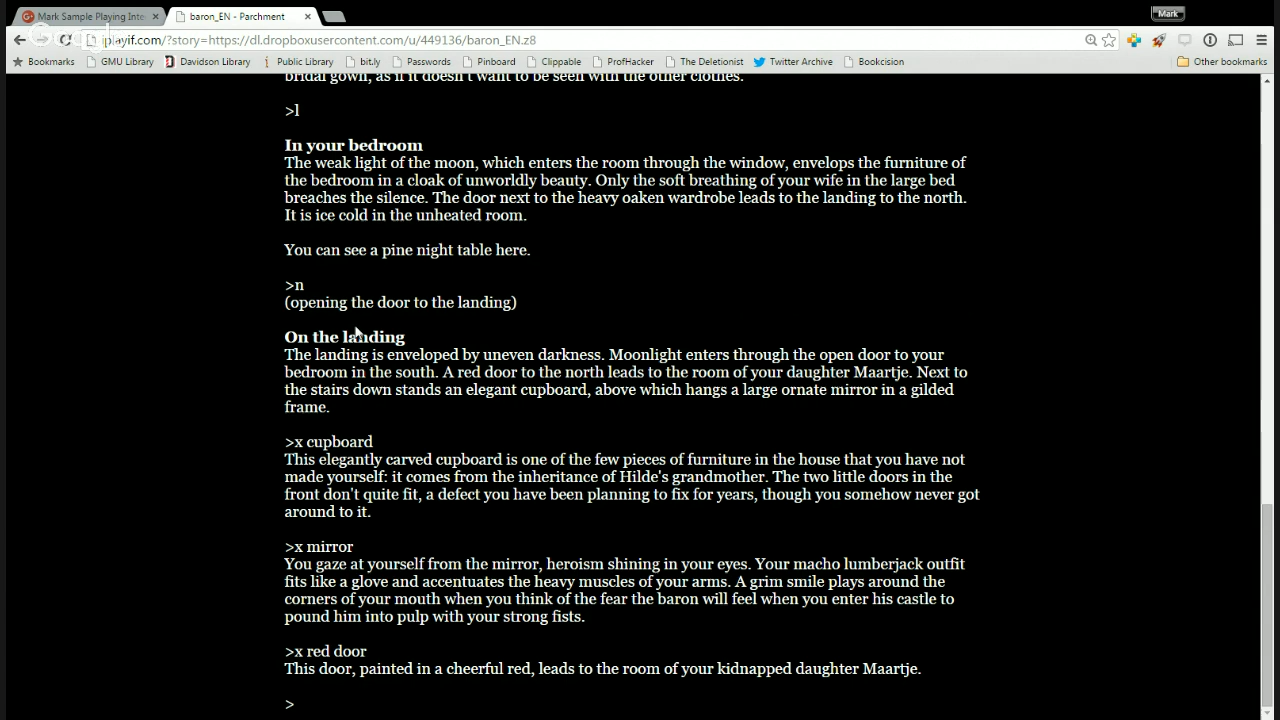 Mark Sample Playing Inte
baron_EN - Parchment
Mark
iplayif.com/?story=https://dl.dropboxusercontent.com/u/449136/baron_EN.z8
Bookmarks GMU Library Davidson Library Public Library bit.ly Passwords Pinboard Clippable ProfHacker The Deletionist Twitter Archive Bookcision Other bookmarks
bridal gown, as if it doesn't want to be seen with the other clothes.
>l
In your bedroom
The weak light of the moon, which enters the room through the window, envelops the furniture of
the bedroom in a cloak of unworldly beauty. Only the soft breathing of your wife in the large bed
breaches the silence. The door next to the heavy oaken wardrobe leads to the landing to the north.
It is ice cold in the unheated room.
You can see a pine night table here.
>n
(opening the door to the landing)
On the landing
The landing is enveloped by uneven darkness. Moonlight enters through the open door to your
bedroom in the south. A red door to the north leads to the room of your daughter Maartje. Next to
the stairs down stands an elegant cupboard, above which hangs a large ornate mirror in a gilded
frame.
>x cupboard
This elegantly carved cupboard is one of the few pieces of furniture in the house that you have not
made yourself: it comes from the inheritance of Hilde's grandmother. The two little doors in the
front don't quite fit, a defect you have been planning to fix for years, though you somehow never got
around to it.
>x mirror
You gaze at yourself from the mirror, heroism shining in your eyes. Your macho lumberjack outfit
fits like a glove and accentuates the heavy muscles of your arms. A grim smile plays around the
corners of your mouth when you think of the fear the baron will feel when you enter his castle to
pound him into pulp with your strong fists.
>x red door
This door, painted in a cheerful red, leads to the room of your kidnapped daughter Maartje.
>